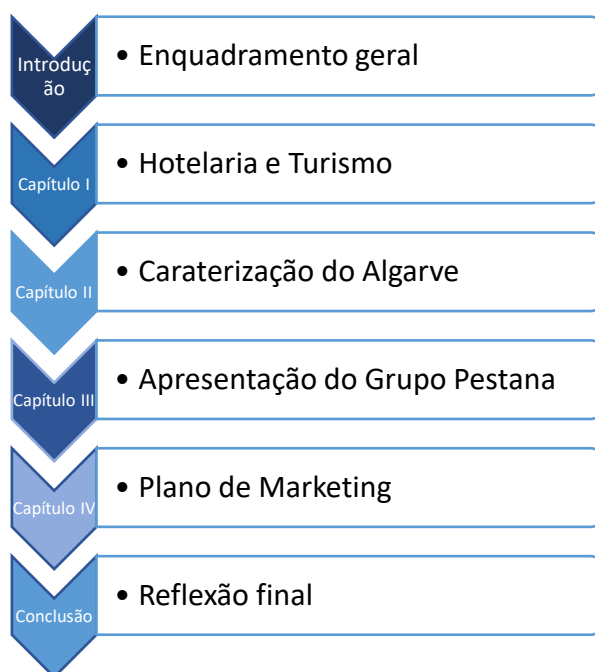 Introduç
ão
• Enquadramento geral
Capítulo I
• Hotelaria e Turismo
Capítulo II
• Caraterização do Algarve
Capítulo III
• Apresentação do Grupo Pestana
Capítulo IV
• Plano de Marketing
Conclusão
• Reflexão final